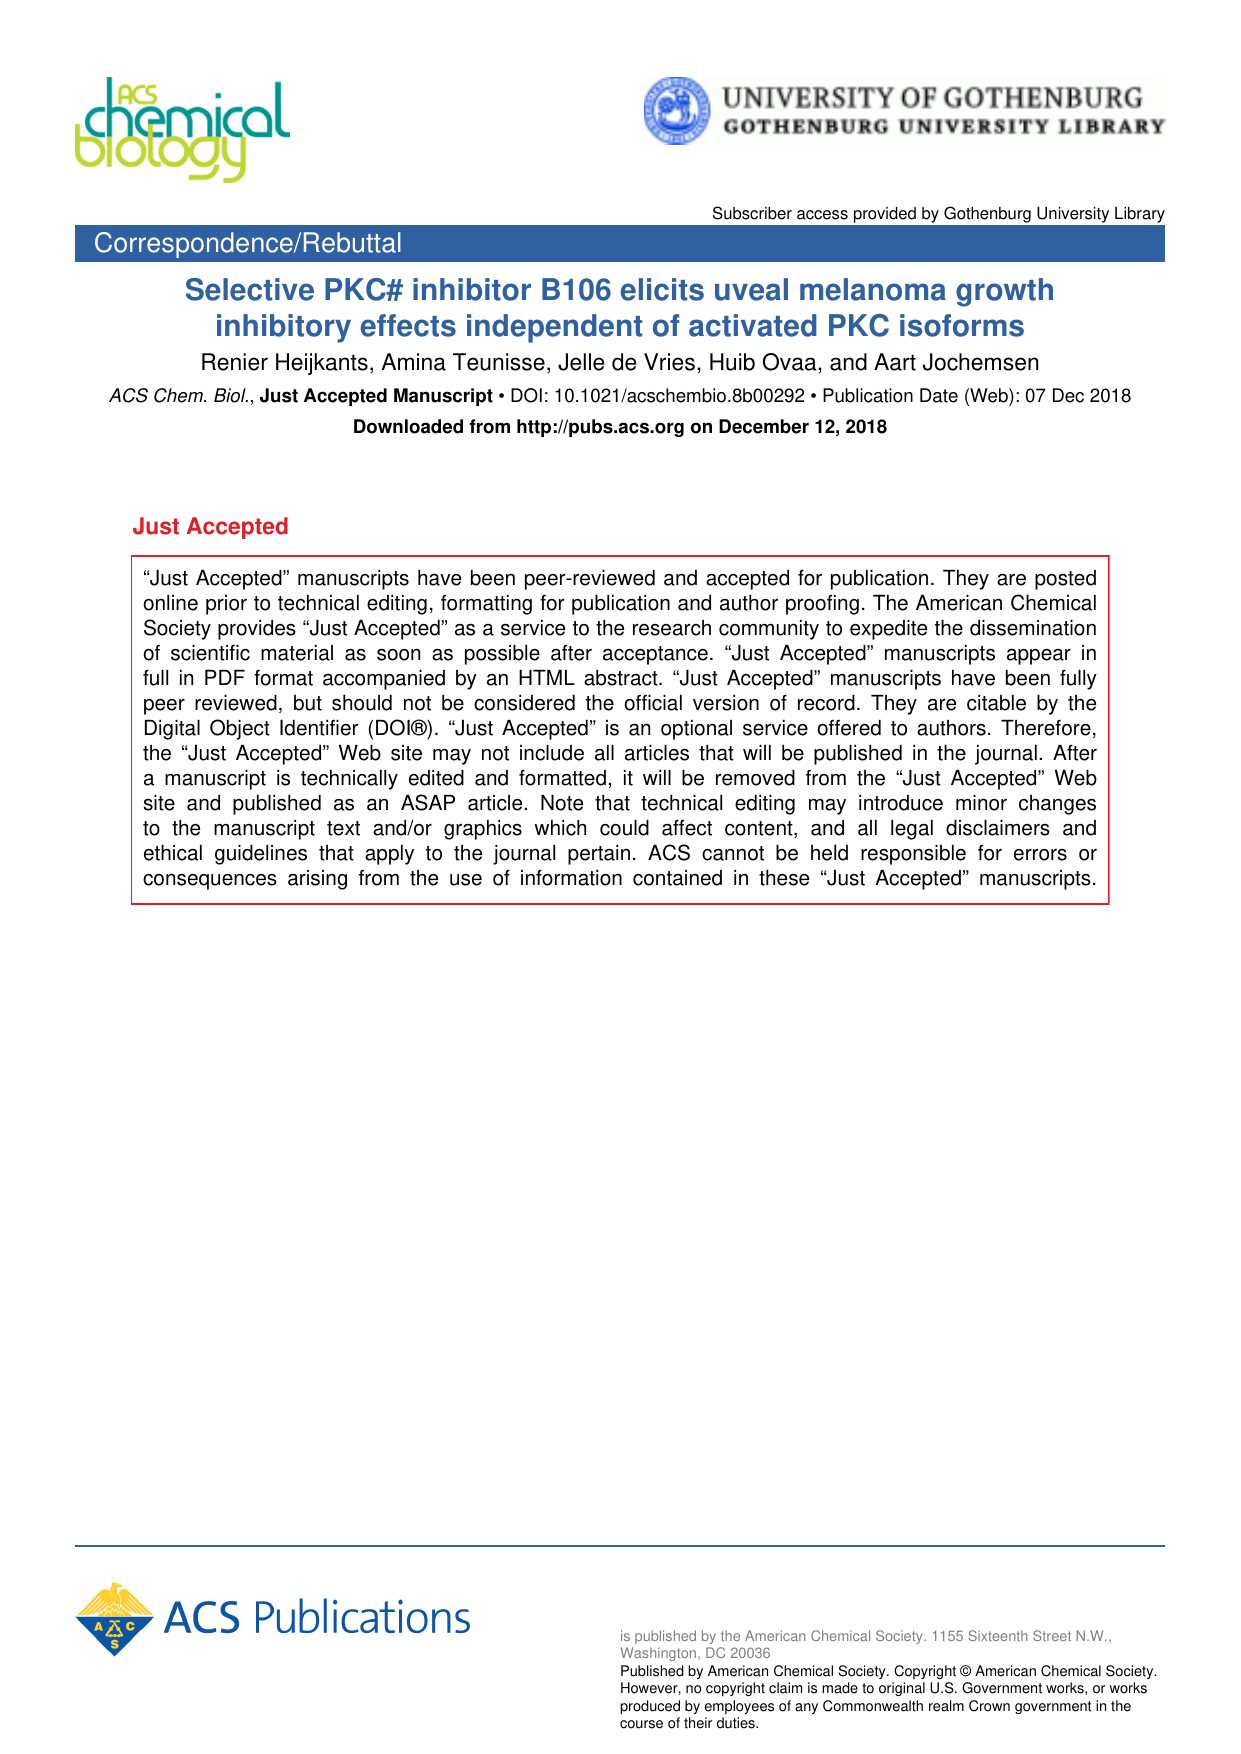 ACS
chemical
biology
UNIVERSITY OF GOTHENBURG
GOTHENBURG UNIVERSITY LIBRARY
Subscriber access provided by Gothenburg University Library
Correspondence/Rebuttal
Selective PKC# inhibitor B106 elicits uveal melanoma growth
inhibitory effects independent of activated PKC isoforms
Renier Heijkants, Amina Teunisse, Jelle de Vries, Huib Ovaa, and Aart Jochemsen
ACS Chem. Biol., Just Accepted Manuscript • DOI: 10.1021/acschembio.8b00292 • Publication Date (Web): 07 Dec 2018
Downloaded from http://pubs.acs.org on December 12, 2018
Just Accepted
“Just Accepted” manuscripts have been peer-reviewed and accepted for publication. They are posted
online prior to technical editing, formatting for publication and author proofing. The American Chemical
Society provides “Just Accepted” as a service to the research community to expedite the dissemination
of scientific material as soon as possible after acceptance. “Just Accepted” manuscripts appear in
full in PDF format accompanied by an HTML abstract. “Just Accepted” manuscripts have been fully
peer reviewed, but should not be considered the official version of record. They are citable by the
Digital Object Identifier (DOI®). “Just Accepted” is an optional service offered to authors. Therefore,
the “Just Accepted” Web site may not include all articles that will be published in the journal. After
a manuscript is technically edited and formatted, it will be removed from the “Just Accepted” Web
site and published as an ASAP article. Note that technical editing may introduce minor changes
to the manuscript text and/or graphics which could affect content, and all legal disclaimers and
ethical guidelines that apply to the journal pertain. ACS cannot be held responsible for errors or
consequences arising from the use of information contained in these “Just Accepted” manuscripts.
A C
S
ACS Publications
is published by the American Chemical Society. 1155 Sixteenth Street N.W.,
Washington, DC 20036
Published by American Chemical Society. Copyright © American Chemical Society.
However, no copyright claim is made to original U.S. Government works, or works
produced by employees of any Commonwealth realm Crown government in the
course of their duties.